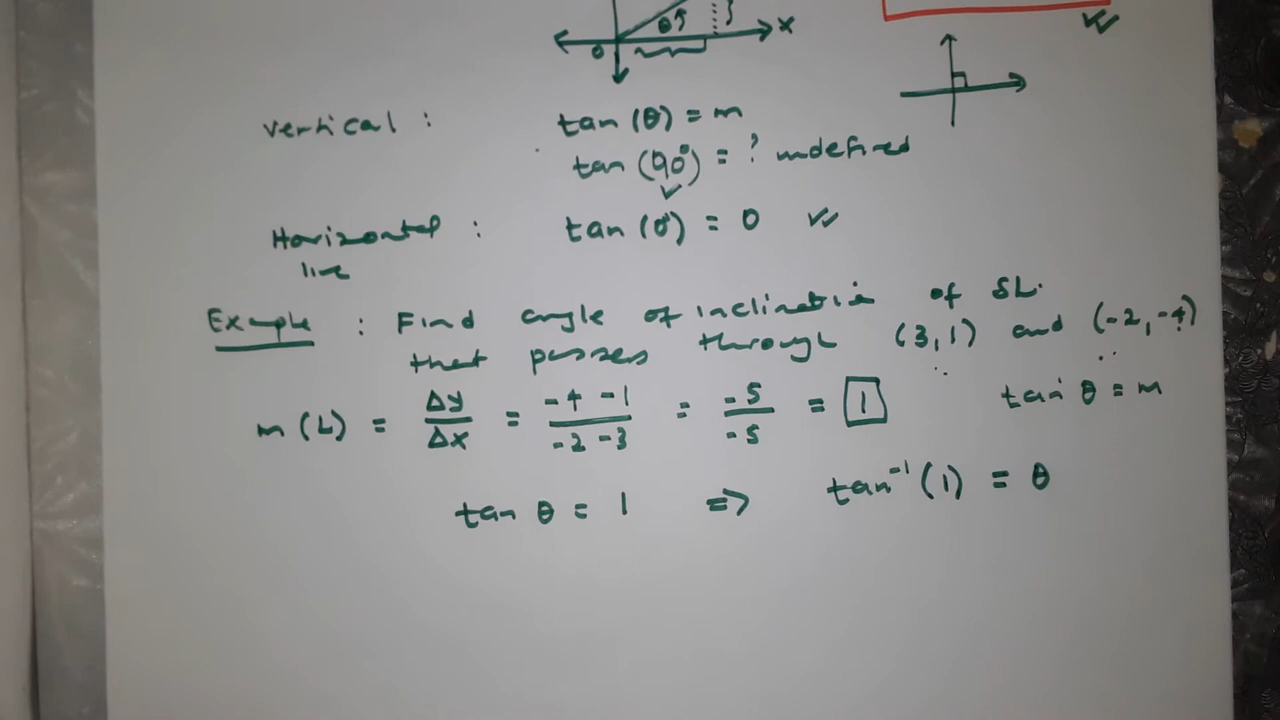 θ
0
x
vertical : tan (θ) = m
tan (90°) = ? undefined
Horizontal : tan (0°) = 0
line
Example : Find angle of inclination of SL.
that passes through (3,1) and (-2,-4)
m (L) = Δy/Δx = -4 -1/-2 -3 = -5/-5 = 1 tan θ = m
tan θ = 1 => tan⁻¹ (1) = θ